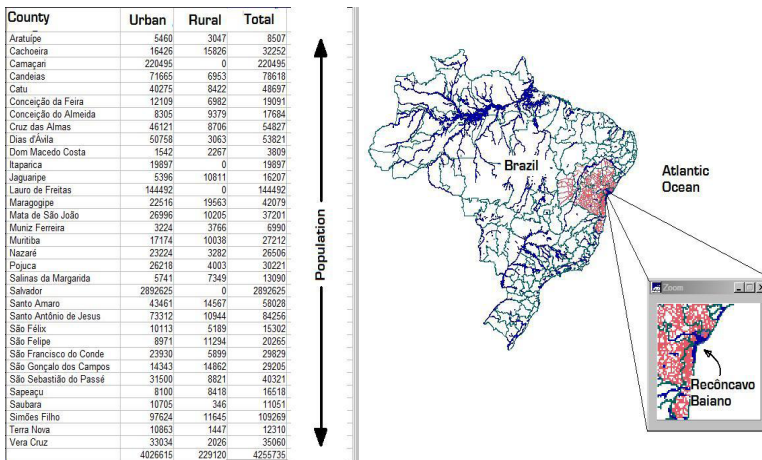 County Urban Rural Total
Aratuípe 5460 3047 8507
Cachoeira 16426 15826 32252
Camaçari 220495 0 220495
Candeias 71665 6953 78618
Catu 40275 8422 48697
Conceição da Feira 12109 6982 19091
Conceição do Almeida 8305 9379 17684
Cruz das Almas 46121 8706 54827
Dias d'Ávila 50758 3063 53821
Dom Macedo Costa 1542 2267 3809
Itaparica 19897 0 19897
Jaguaripe 5396 10811 16207
Lauro de Freitas 144492 0 144492
Maragogipe 22516 19563 42079
Mata de São João 26996 10205 37201
Muniz Ferreira 3224 3766 6990
Muritiba 17174 10038 27212
Nazaré 23224 3282 26506
Pojuca 26218 4003 30221
Salinas da Margarida 5741 7349 13090
Salvador 2892625 0 2892625
Santo Amaro 43461 14567 58028
Santo Antônio de Jesus 73312 10944 84256
São Félix 10113 5189 15302
São Felipe 8971 11294 20265
São Francisco do Conde 23930 5899 29829
São Gonçalo dos Campos 14343 14862 29205
São Sebastião do Passé 31500 8821 40321
Sapeaçu 8100 8418 16518
Saubara 10705 346 11051
Simões Filho 97624 11645 109269
Terra Nova 10863 1447 12310
Vera Cruz 33034 2026 35060
4026615 229120 4255735
Population
Brazil
Atlantic
Ocean
Zoom
Recôncavo
Baiano